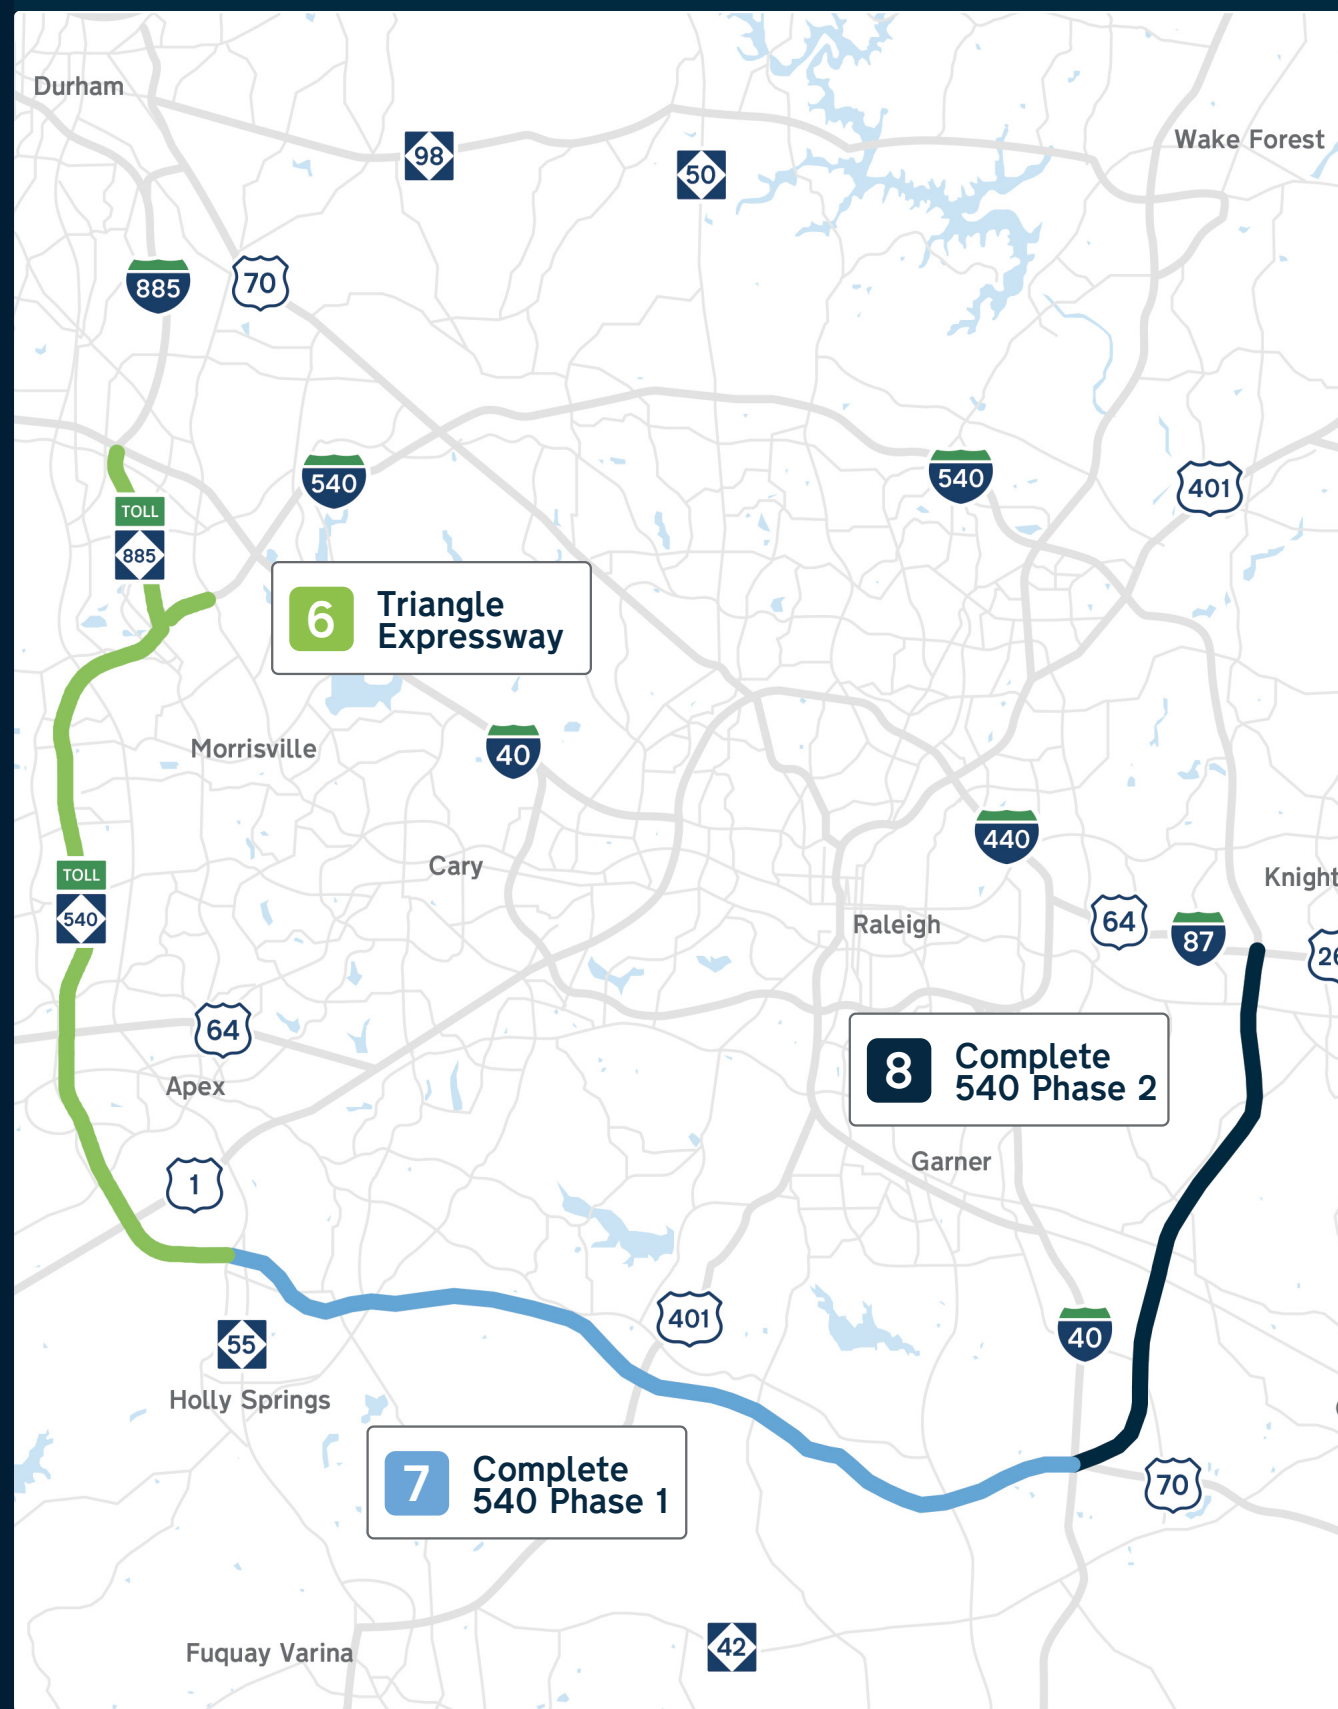 Durham
98
50
Wake Forest
885
70
540
540
401
TOLL
885
6
Triangle
Expressway
Morrisville
40
440
Cary
TOLL
540
Raleigh
64
87
Knight
26
64
Apex
8
Complete
540 Phase 2
Garner
1
401
40
55
Holly Springs
7
Complete
540 Phase 1
70
Fuquay Varina
42